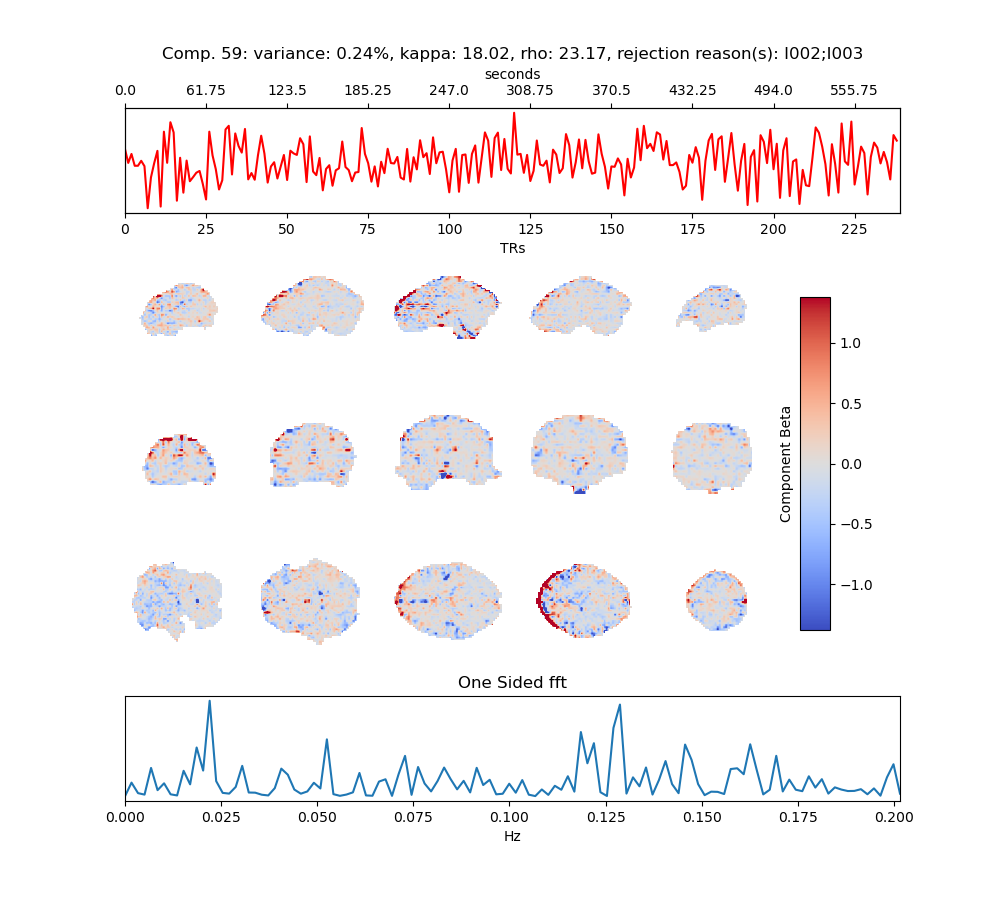 Comp. 59: variance: 0.24%, kappa: 18.02, rho: 23.17, rejection reason(s): I002;I003
seconds
0.0 61.75 123.5 185.25 247.0 308.75 370.5 432.25 494.0 555.75
0 25 50 75 100 125 150 175 200 225
TRs
1.0
0.5
0.0
−0.5
−1.0
Component Beta
One Sided fft
0.000 0.025 0.050 0.075 0.100 0.125 0.150 0.175 0.200
Hz